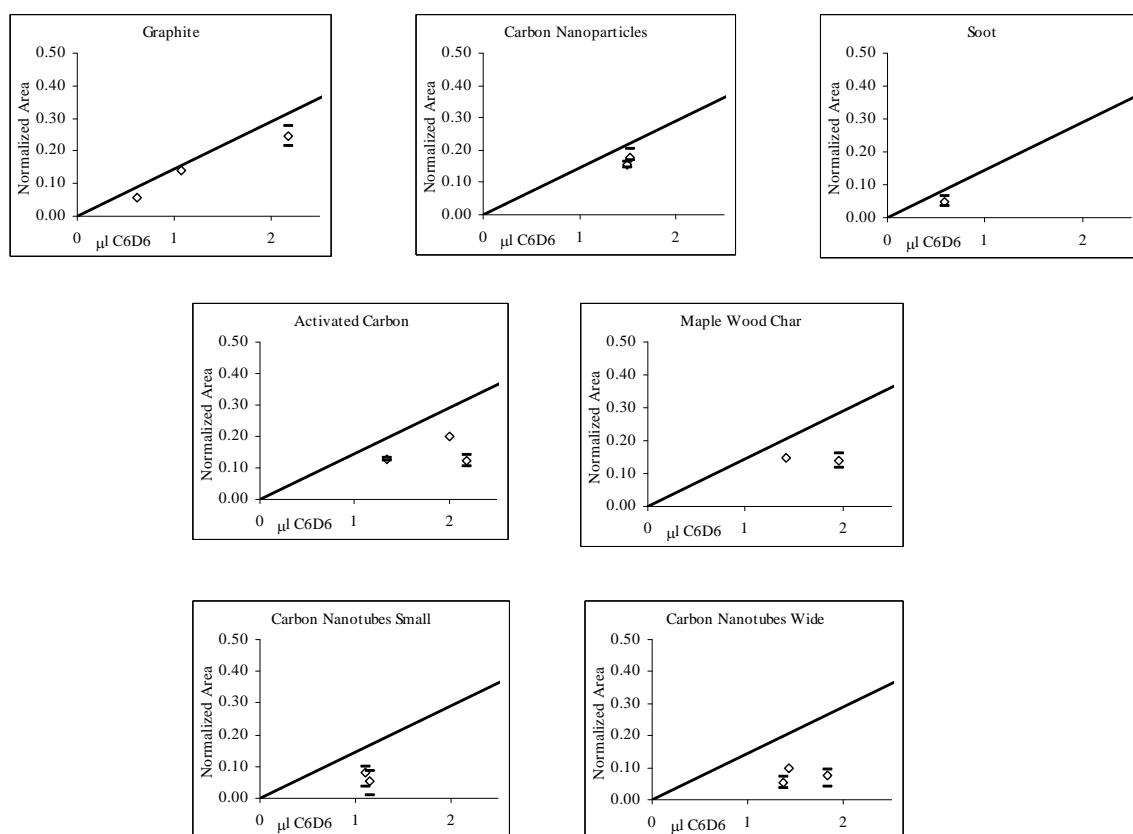 Graphite
Normalized Area
0.50
0.40
0.30
0.20
0.10
0.00
0 1 2
µl C6D6
Carbon Nanoparticles
Normalized Area
0.50
0.40
0.30
0.20
0.10
0.00
0 1 2
µl C6D6
Soot
Normalized Area
0.50
0.40
0.30
0.20
0.10
0.00
0 1 2
µl C6D6
Activated Carbon
Normalized Area
0.50
0.40
0.30
0.20
0.10
0.00
0 1 2
µl C6D6
Maple Wood Char
Normalized Area
0.50
0.40
0.30
0.20
0.10
0.00
0 1 2
µl C6D6
Carbon Nanotubes Small
Normalized Area
0.50
0.40
0.30
0.20
0.10
0.00
0 1 2
µl C6D6
Carbon Nanotubes Wide
Normalized Area
0.50
0.40
0.30
0.20
0.10
0.00
0 1 2
µl C6D6